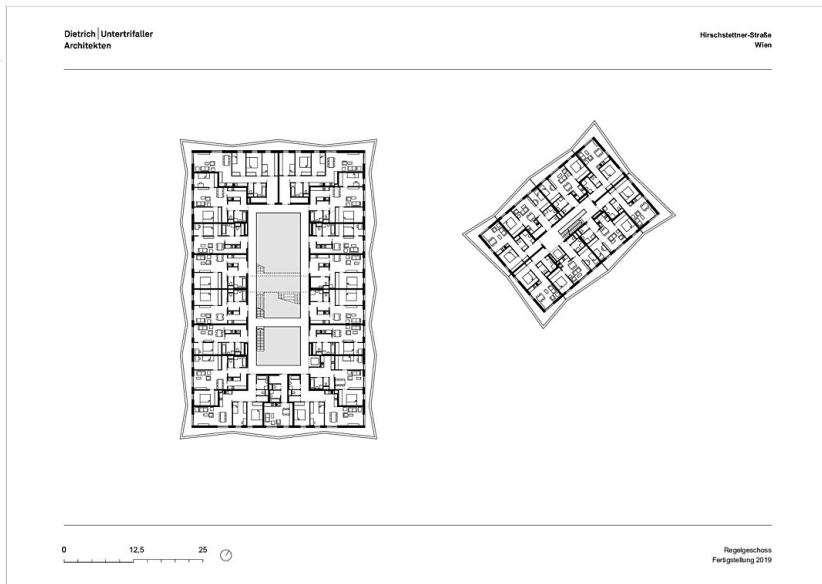 Dietrich | Untertrifaller
Architekten
Hirschstettner-Straße
Wien
0 12,5 25
Regelgeschoss
Fertigstellung 2019